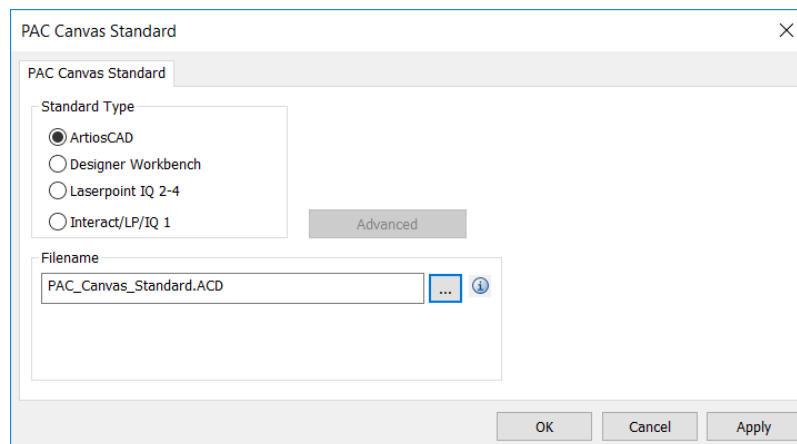 PAC Canvas Standard
PAC Canvas Standard
Standard Type
ArtiosCAD
Designer Workbench
Laserpoint IQ 2-4
Interact/LP/IQ 1
Advanced
Filename
PAC_Canvas_Standard.ACD
...
OK Cancel Apply